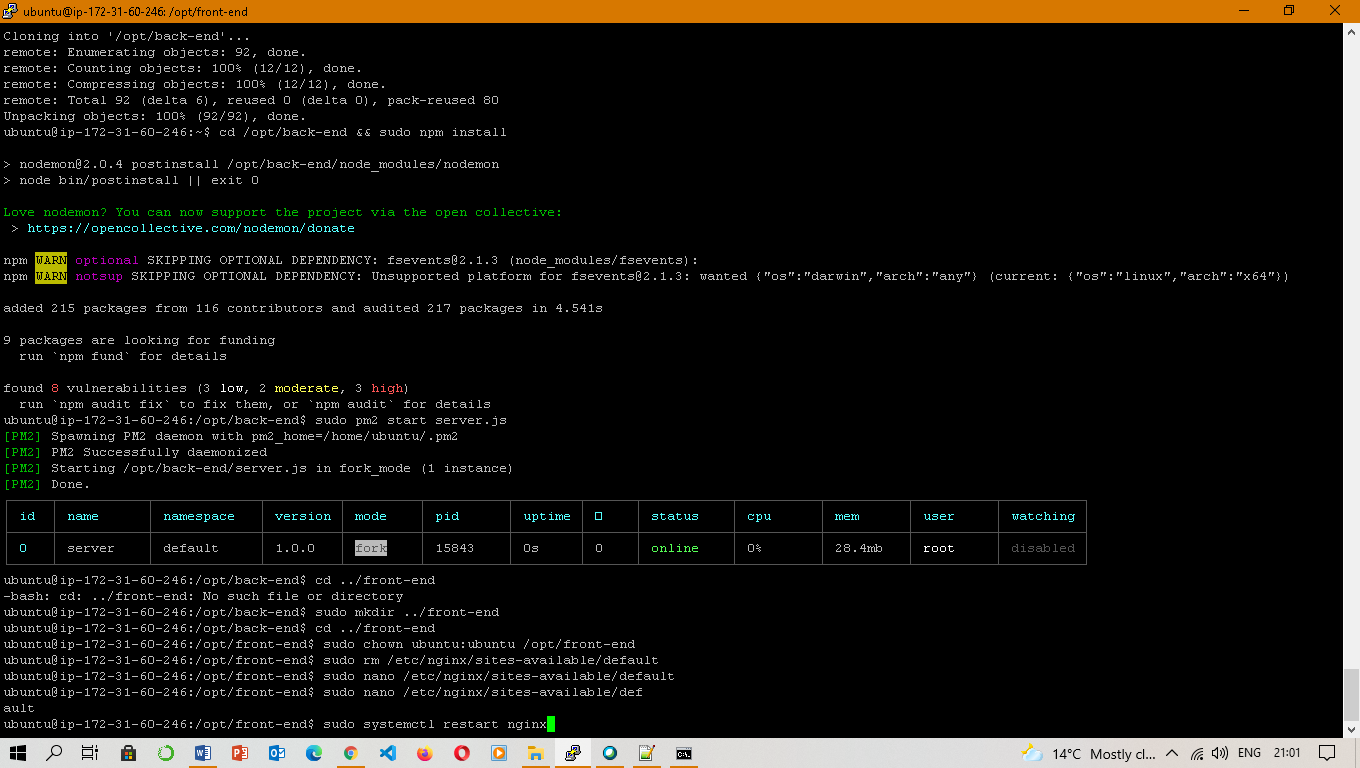 ubuntu@ip-172-31-60-246: /opt/front-end
Cloning into '/opt/back-end'...
remote: Enumerating objects: 92, done.
remote: Counting objects: 100% (12/12), done.
remote: Compressing objects: 100% (12/12), done.
remote: Total 92 (delta 6), reused 0 (delta 0), pack-reused 80
Unpacking objects: 100% (92/92), done.
ubuntu@ip-172-31-60-246:~$ cd /opt/back-end && sudo npm install
> nodemon@2.0.4 postinstall /opt/back-end/node_modules/nodemon
> node bin/postinstall || exit 0
Love nodemon? You can now support the project via the open collective:
> https://opencollective.com/nodemon/donate
npm WARN optional SKIPPING OPTIONAL DEPENDENCY: fsevents@2.1.3 (node_modules/fsevents):
npm WARN notsup SKIPPING OPTIONAL DEPENDENCY: Unsupported platform for fsevents@2.1.3: wanted {"os":"darwin","arch":"any"} (current: {"os":"linux","arch":"x64"})
added 215 packages from 116 contributors and audited 217 packages in 4.541s
9 packages are looking for funding
run `npm fund` for details
found 8 vulnerabilities (3 low, 2 moderate, 3 high)
run `npm audit fix` to fix them, or `npm audit` for details
ubuntu@ip-172-31-60-246:/opt/back-end$ sudo pm2 start server.js
[PM2] Spawning PM2 daemon with pm2_home=/home/ubuntu/.pm2
[PM2] PM2 Successfully daemonized
[PM2] Starting /opt/back-end/server.js in fork_mode (1 instance)
[PM2] Done.
id name namespace version mode pid uptime status cpu mem user watching
0 server default 1.0.0 fork 15843 0s 0 online 0% 28.4mb root disabled
ubuntu@ip-172-31-60-246:/opt/back-end$ cd ../front-end
-bash: cd: ../front-end: No such file or directory
ubuntu@ip-172-31-60-246:/opt/back-end$ sudo mkdir ../front-end
ubuntu@ip-172-31-60-246:/opt/back-end$ cd ../front-end
ubuntu@ip-172-31-60-246:/opt/front-end$ sudo chown ubuntu:ubuntu /opt/front-end
ubuntu@ip-172-31-60-246:/opt/front-end$ sudo rm /etc/nginx/sites-available/default
ubuntu@ip-172-31-60-246:/opt/front-end$ sudo nano /etc/nginx/sites-available/default
ubuntu@ip-172-31-60-246:/opt/front-end$ sudo nano /etc/nginx/sites-available/def
ault
ubuntu@ip-172-31-60-246:/opt/front-end$ sudo systemctl restart nginx
14°C Mostly cl... ENG 21:01